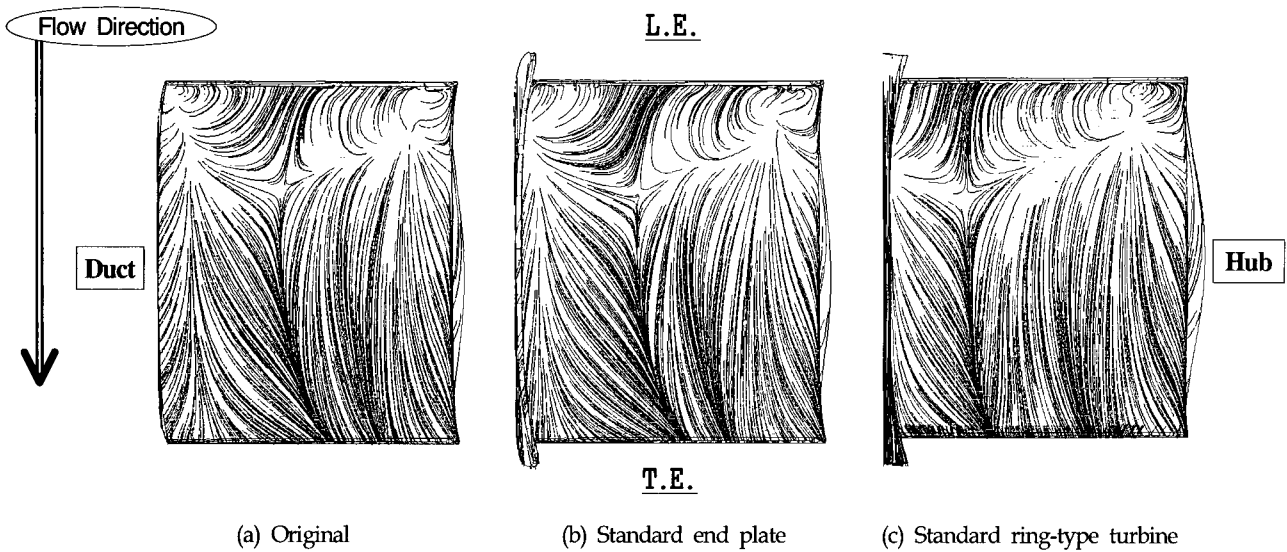 Flow Direction
L.E.
Duct
Hub
T.E.
(a) Original
(b) Standard end plate
(c) Standard ring-type turbine